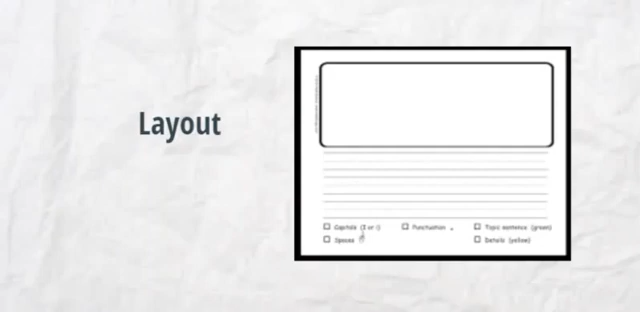 Layout
Capitals (I or i)
Punctuation .
Topic sentence (green)
Spaces
Details (yellow)